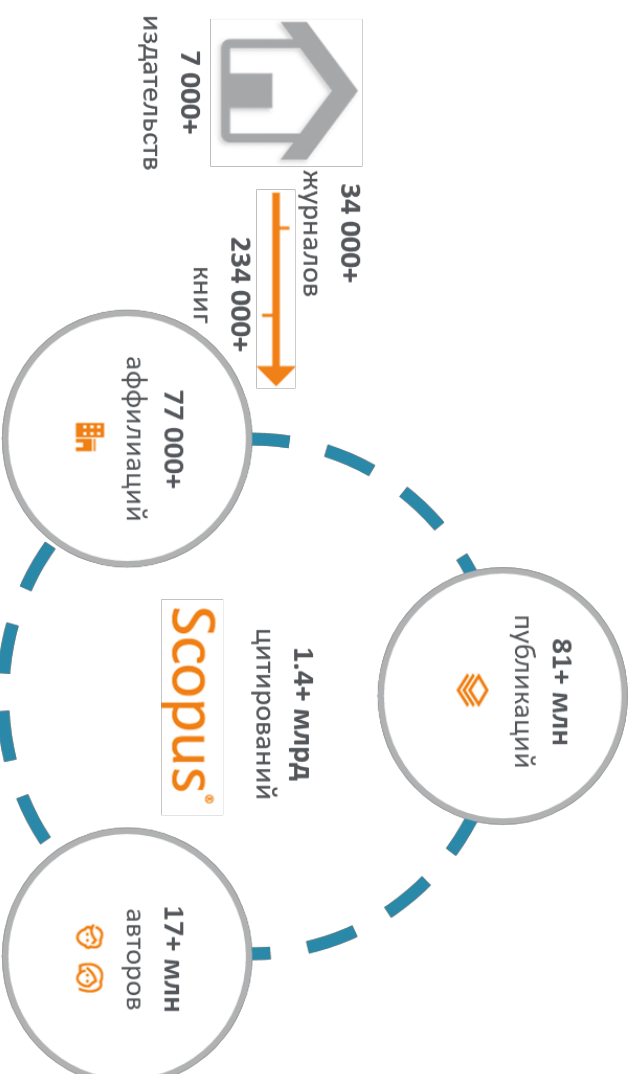 7 000+
издательств
34 000+
журналов
234 000+
книг
81+ млн
публикаций
77 000+
аффилиаций
1.4+ млрд
цитирований
Scopus®
17+ млн
авторов